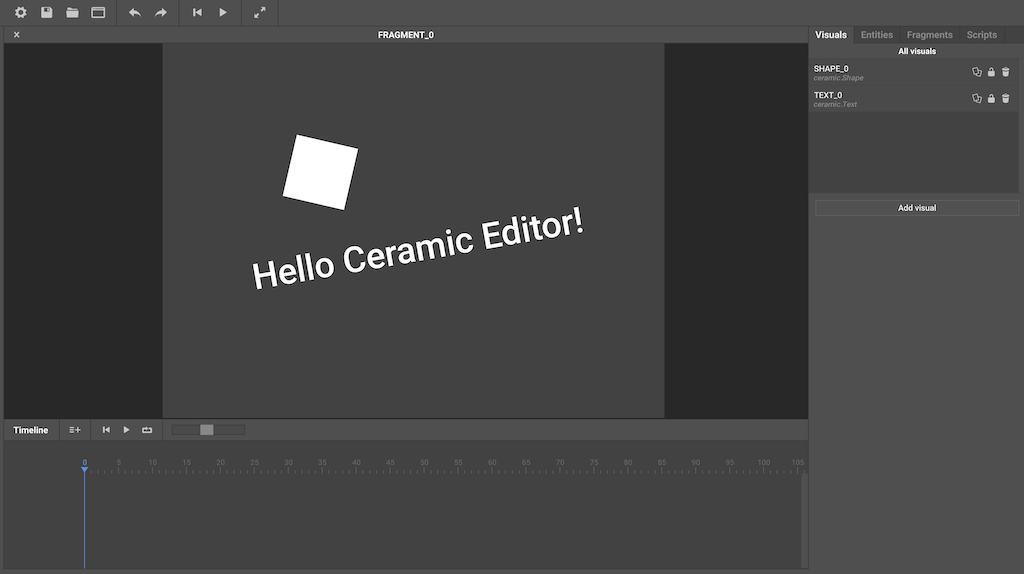 FRAGMENT_0
Visuals Entities Fragments Scripts
All visuals
SHAPE_0
ceramic.Shape
TEXT_0
ceramic.Text
Add visual
Hello Ceramic Editor!
Timeline
0 5 10 15 20 25 30 35 40 45 50 55 60 65 70 75 80 85 90 95 100 105